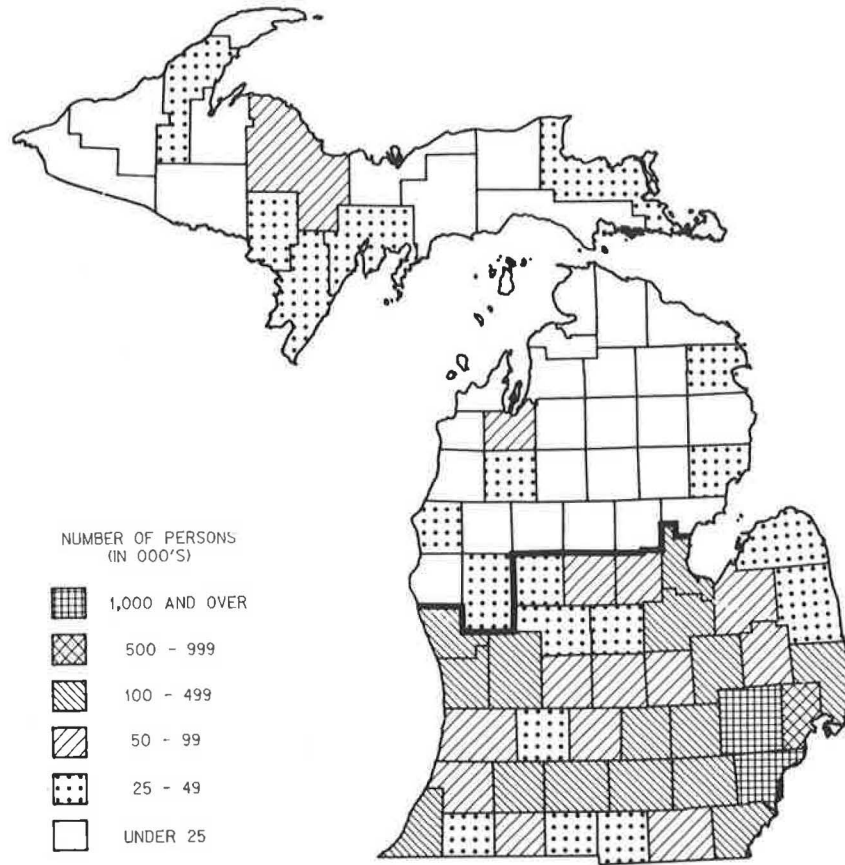 NUMBER OF PERSONS
(IN 000'S)
1,000 AND OVER
500 - 999
100 - 499
50 - 99
25 - 49
UNDER 25